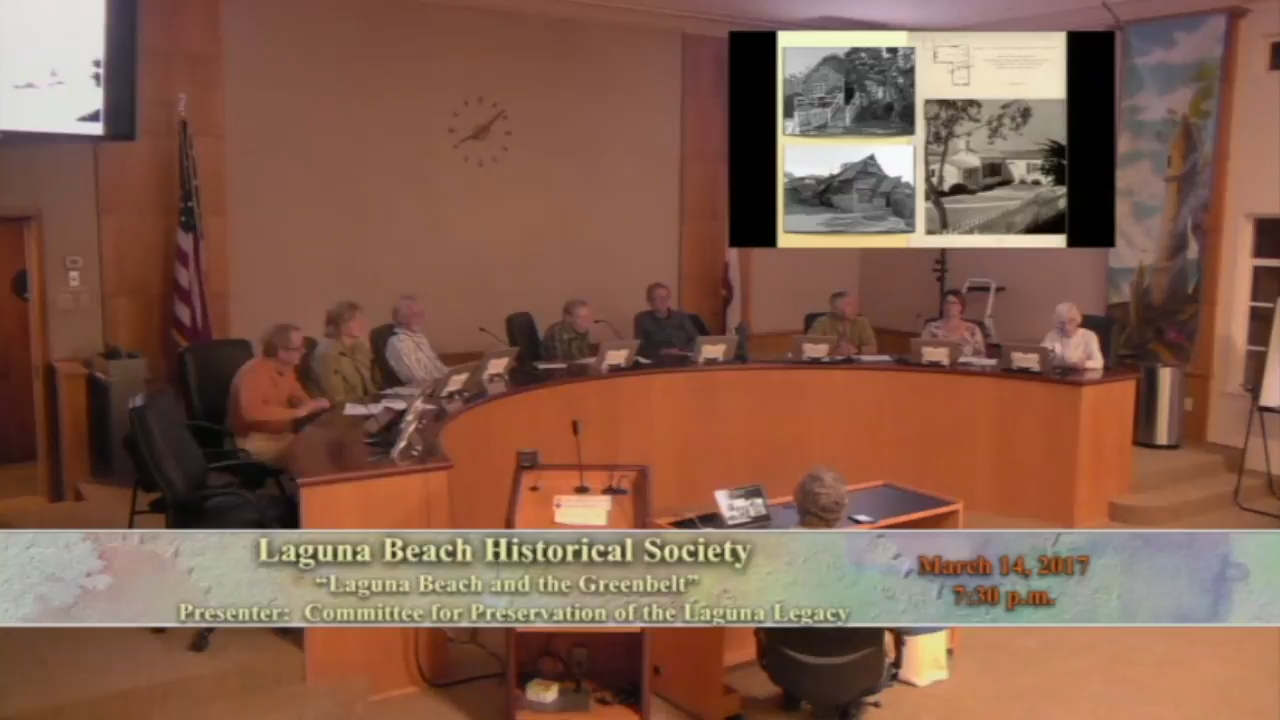 Laguna Beach Historical Society
“Laguna Beach and the Greenbelt”
Presenter: Committee for Preservation of the Laguna Legacy
March 14, 2017
7:30 p.m.